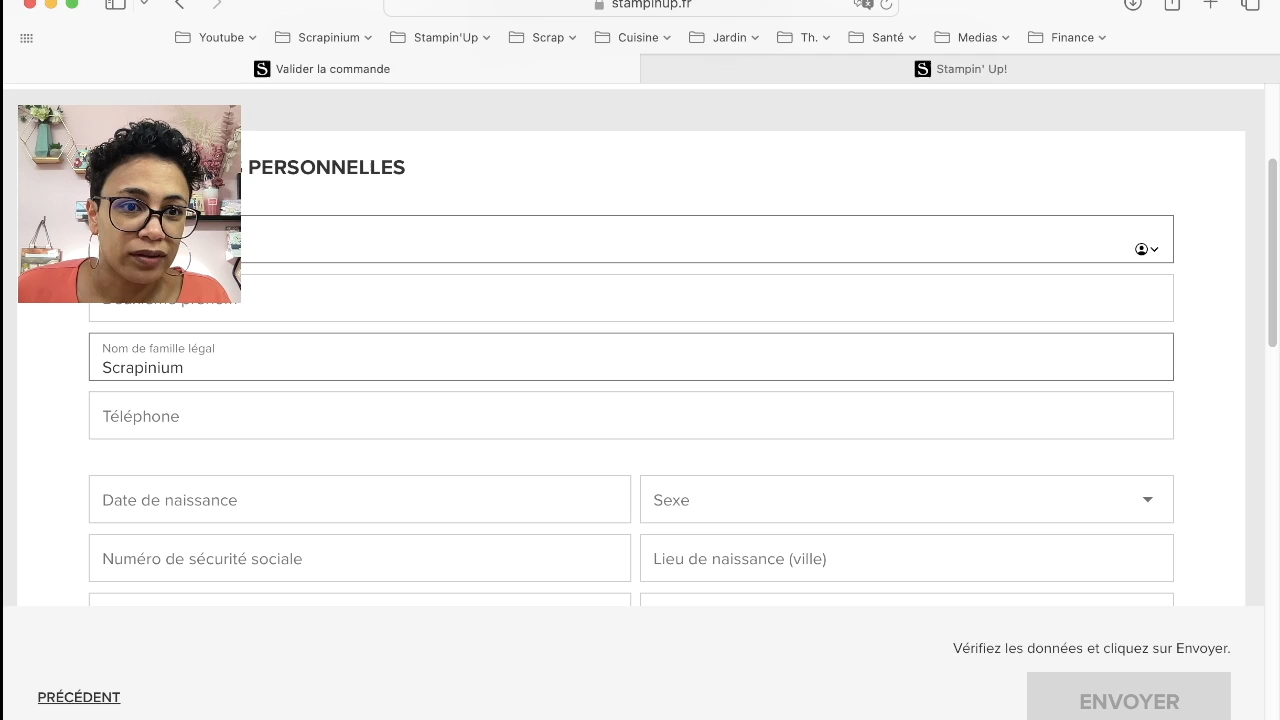 stampinup.fr
Youtube Scrapinium Stampin'Up Scrap Cuisine Jardin Th. Santé Medias Finance
S Valider la commande S Stampin' Up!
PERSONNELLES
Nom de famille légal
Scrapinium
Téléphone
Date de naissance Sexe
Numéro de sécurité sociale Lieu de naissance (ville)
Vérifiez les données et cliquez sur Envoyer.
PRÉCÉDENT ENVOYER